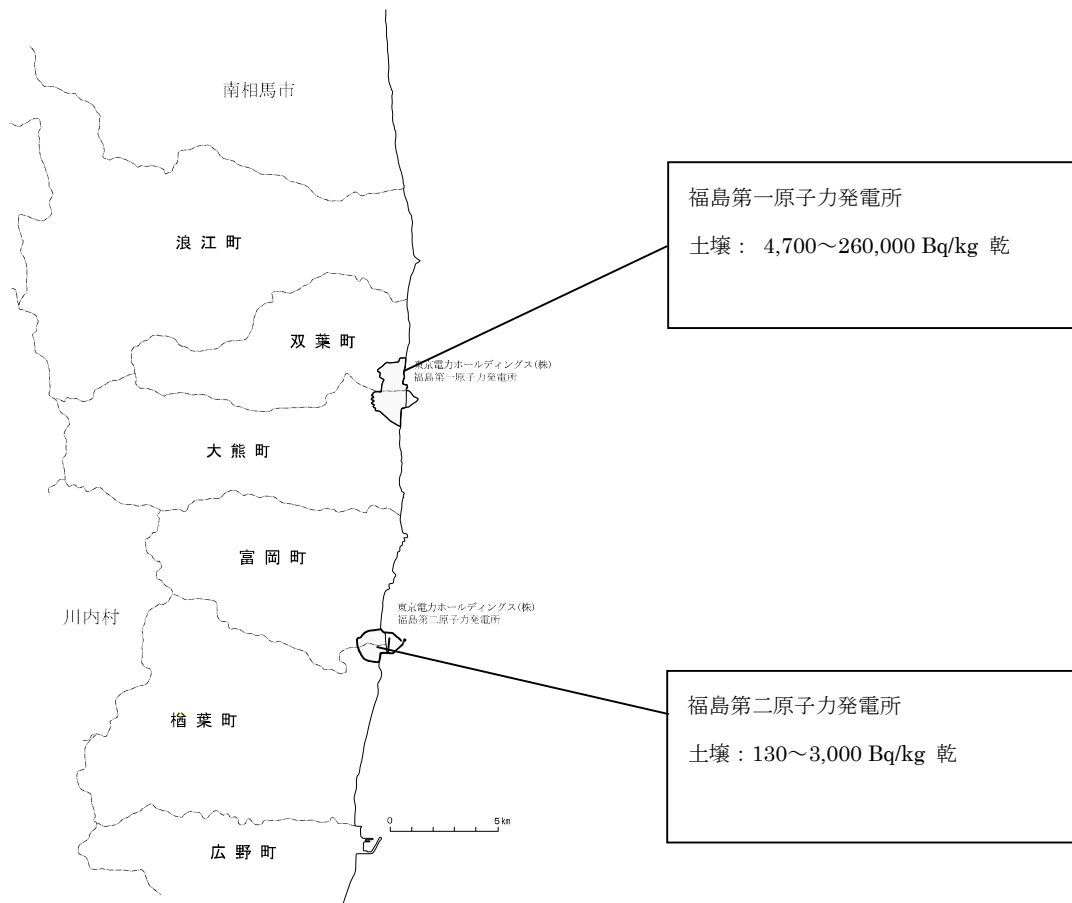 南相馬市
福島第一原子力発電所
土壌： 4,700～260,000 Bq/kg 乾
浪江町
双葉町
東京電力ホールディングス(株)
福島第一原子力発電所
大熊町
富岡町
東京電力ホールディングス(株)
福島第二原子力発電所
川内村
福島第二原子力発電所
土壌：130～3,000 Bq/kg 乾
楢葉町
0 5km
広野町